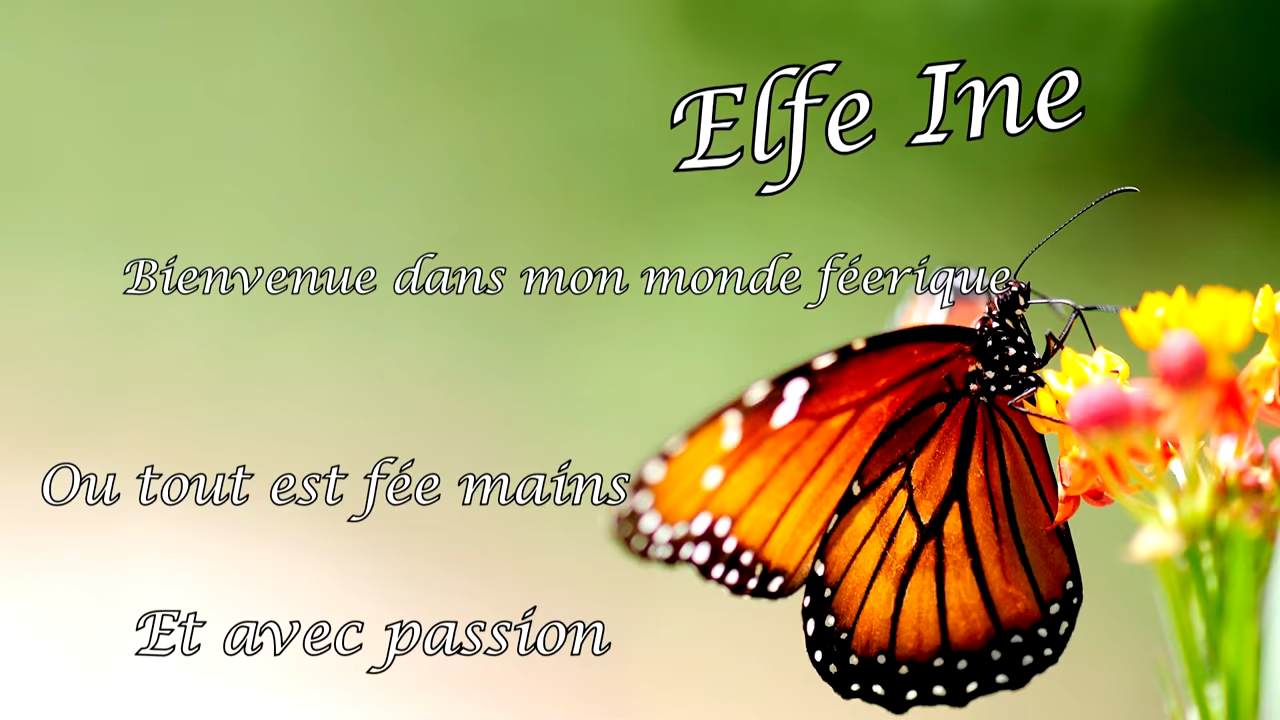 Elfe Ine
Bienvenue dans mon monde féerique
Ou tout est fée mains
Et avec passion